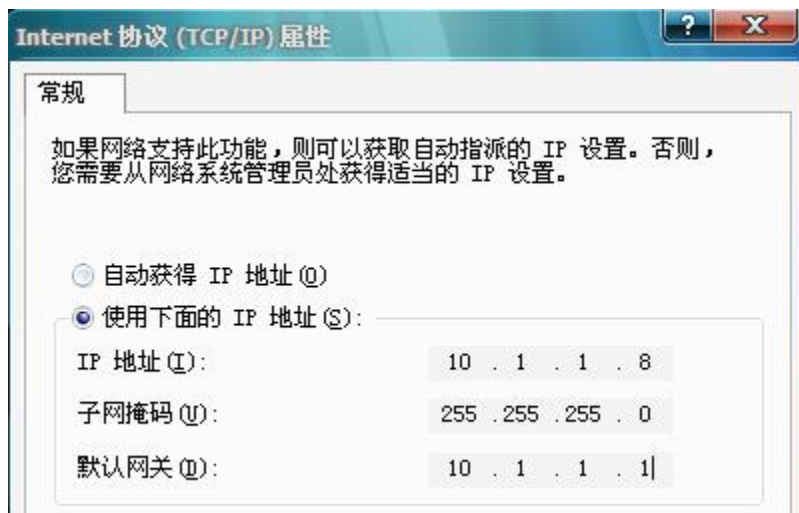 Internet 协议 (TCP/IP) 属性
常规
如果网络支持此功能，则可以获取自动指派的 IP 设置。否则，
您需要从网络系统管理员处获得适当的 IP 设置。
自动获得 IP 地址(O)
使用下面的 IP 地址(S):
IP 地址(I): 10 . 1 . 1 . 8
子网掩码(U): 255 .255 .255 . 0
默认网关(D): 10 . 1 . 1 . 1